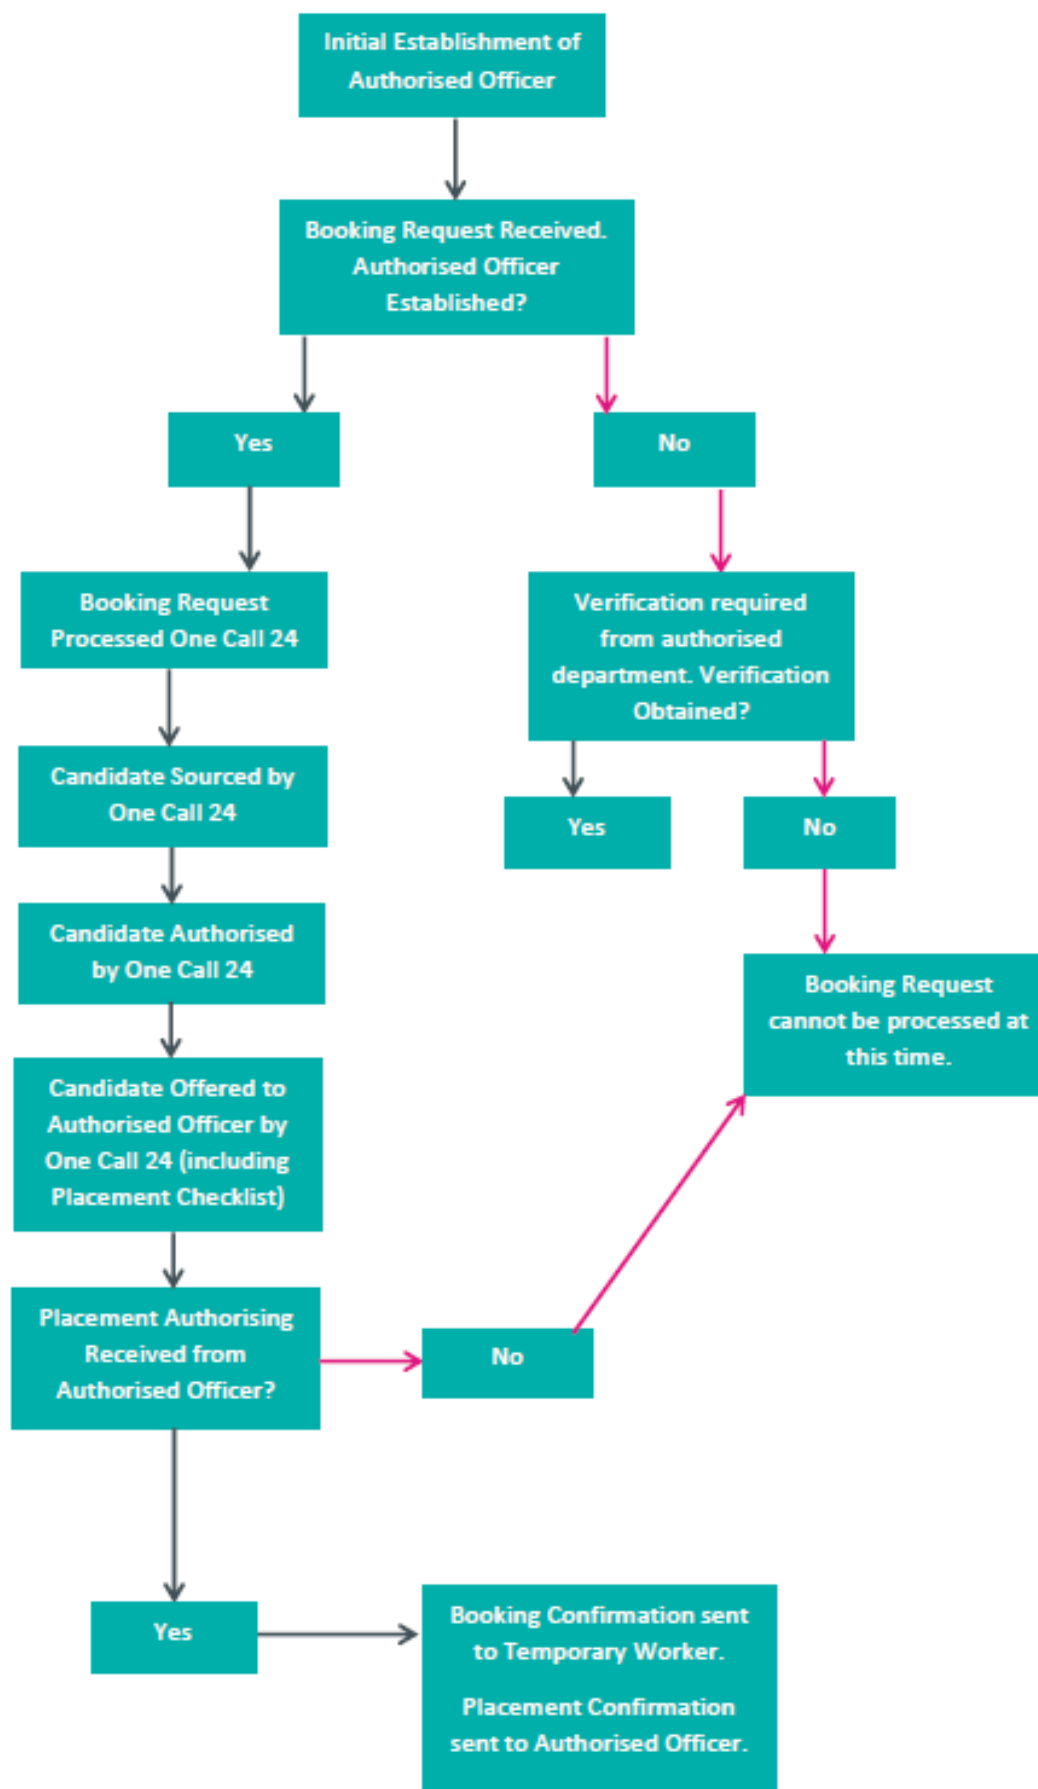 Initial Establishment of
Authorised Officer
Booking Request Received.
Authorised Officer
Established?
Yes
No
Booking Request
Processed One Call 24
Verification required
from authorised
department. Verification
Obtained?
Candidate Sourced by
One Call 24
Yes
No
Candidate Authorised
by One Call 24
Booking Request
cannot be processed at
this time.
Candidate Offered to
Authorised Officer by
One Call 24 (including
Placement Checklist)
Placement Authorising
Received from
Authorised Officer?
No
Yes
Booking Confirmation sent
to Temporary Worker.
Placement Confirmation
sent to Authorised Officer.